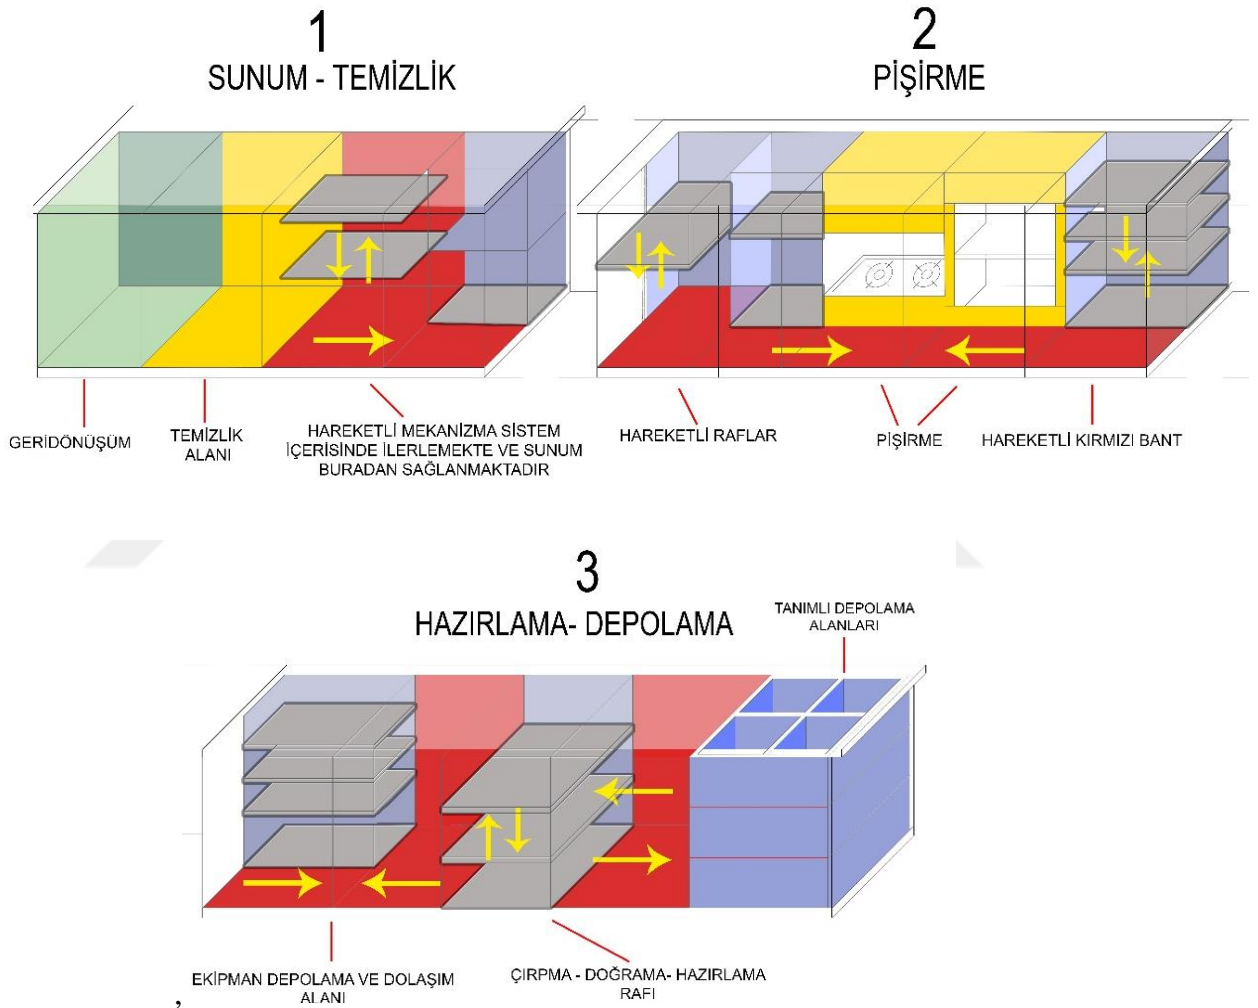 1
SUNUM - TEMİZLİK
2
PİŞİRME
GERİDÖNÜŞÜM
TEMİZLİK
ALANI
HAREKETLİ MEKANİZMA SİSTEM
İÇERİSİNDE İLERLEMEKTE VE SUNUM
BURADAN SAĞLANMAKTADIR
HAREKETLİ RAFLAR
PİŞİRME
HAREKETLİ KIRMIZI BANT
3
HAZIRLAMA- DEPOLAMA
TANIMLI DEPOLAMA
ALANLARI
EKİPMAN DEPOLAMA VE DOLAŞIM
ALANI
ÇIRPMA - DOĞRAMA- HAZIRLAMA
RAFI
,